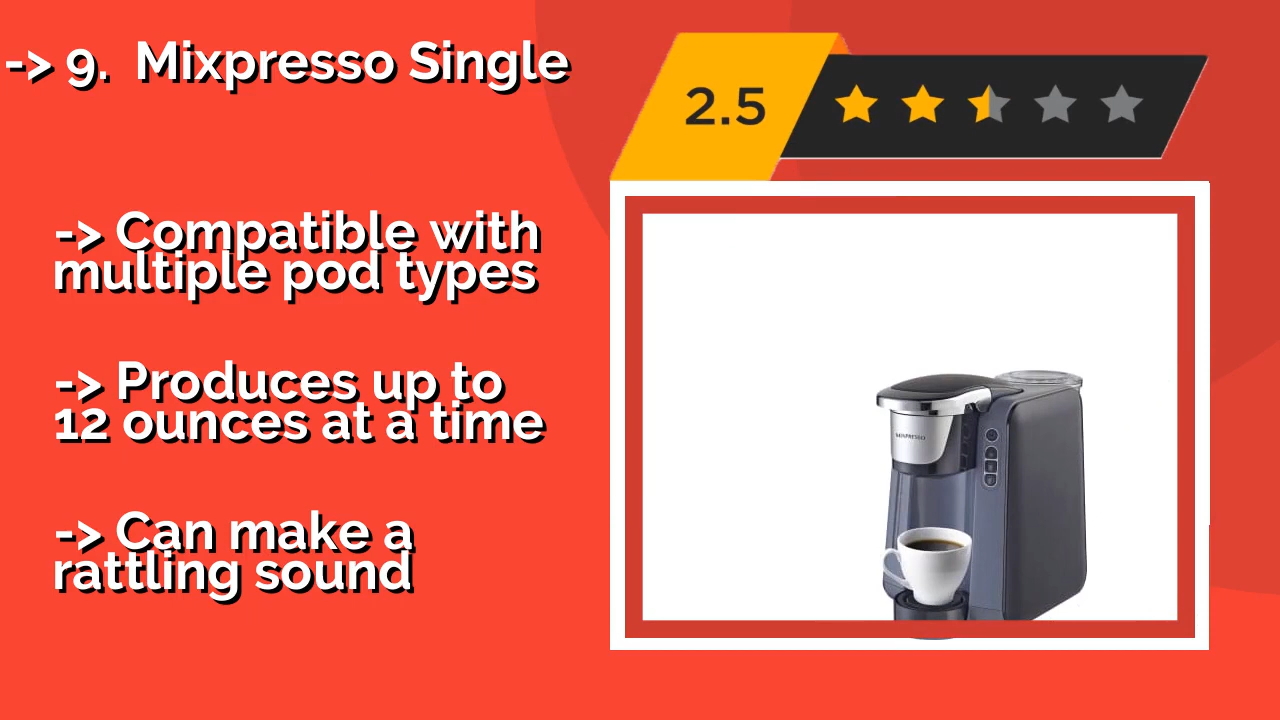 -> 9.  Mixpresso Single
2.5
-> Compatible with
multiple pod types
-> Produces up to
12 ounces at a time
-> Can make a
rattling sound
MIXPRESSO